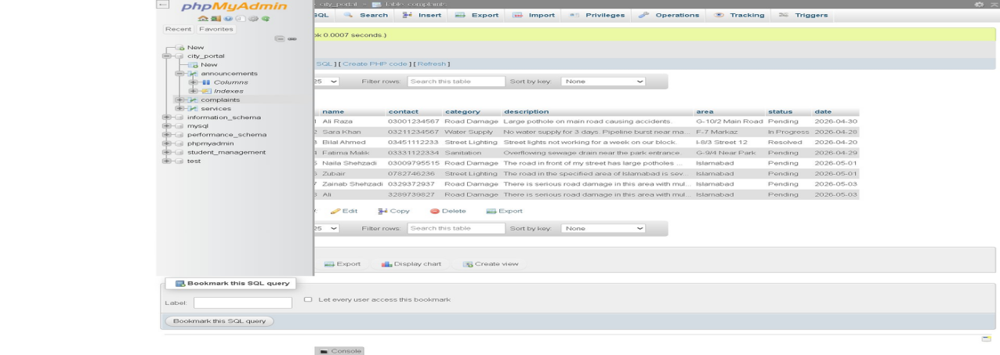 phpMyAdmin
Recent Favorites
New
city_portal
New
announcements
Columns
Indexes
complaints
services
information_schema
mysql
performance_schema
phpmyadmin
student_management
test
city_portal » Table: complaints
SQL Search Insert Export Import Privileges Operations Tracking Triggers
0.0007 seconds.)
SQL ] [ Create PHP code ] [ Refresh ]
25 Filter rows: Search this table Sort by key: None
name contact category description area status date
Ali Raza 03001234567 Road Damage Large pothole on main road causing accidents. G-10/2 Main Road Pending 2026-04-30
2 Sara Khan 03211234567 Water Supply No water supply for 3 days. Pipeline burst near ma... F-7 Markaz In Progress 2026-04-28
3 Bilal Ahmed 03451112233 Street Lighting Street lights not working for a week on our block. I-8/3 Street 12 Resolved 2026-04-20
4 Fatima Malik 03331122334 Sanitation Overflowing sewage drain near the park entrance. G-9/4 Near Park Pending 2026-04-29
5 Naila Shehzadi 03009795515 Road Damage The road in front of my street has large potholes ... Islamabad Pending 2026-05-01
6 Zubair 0782746236 Street Lighting The road in the specified area of Islamabad is sev... Islamabad Pending 2026-05-01
7 Zainab Shehzadi 0329372937 Road Damage There is serious road damage in this area with mul... Islamabad Pending 2026-05-03
8 Ali 3289739827 Road Damage There is serious road damage in this area with mul... Islamabad Pending 2026-05-03
Edit Copy Delete Export
25 Filter rows: Search this table Sort by key: None
Export Display chart Create view
Bookmark this SQL query
Label: Let every user access this bookmark
Bookmark this SQL query
Console